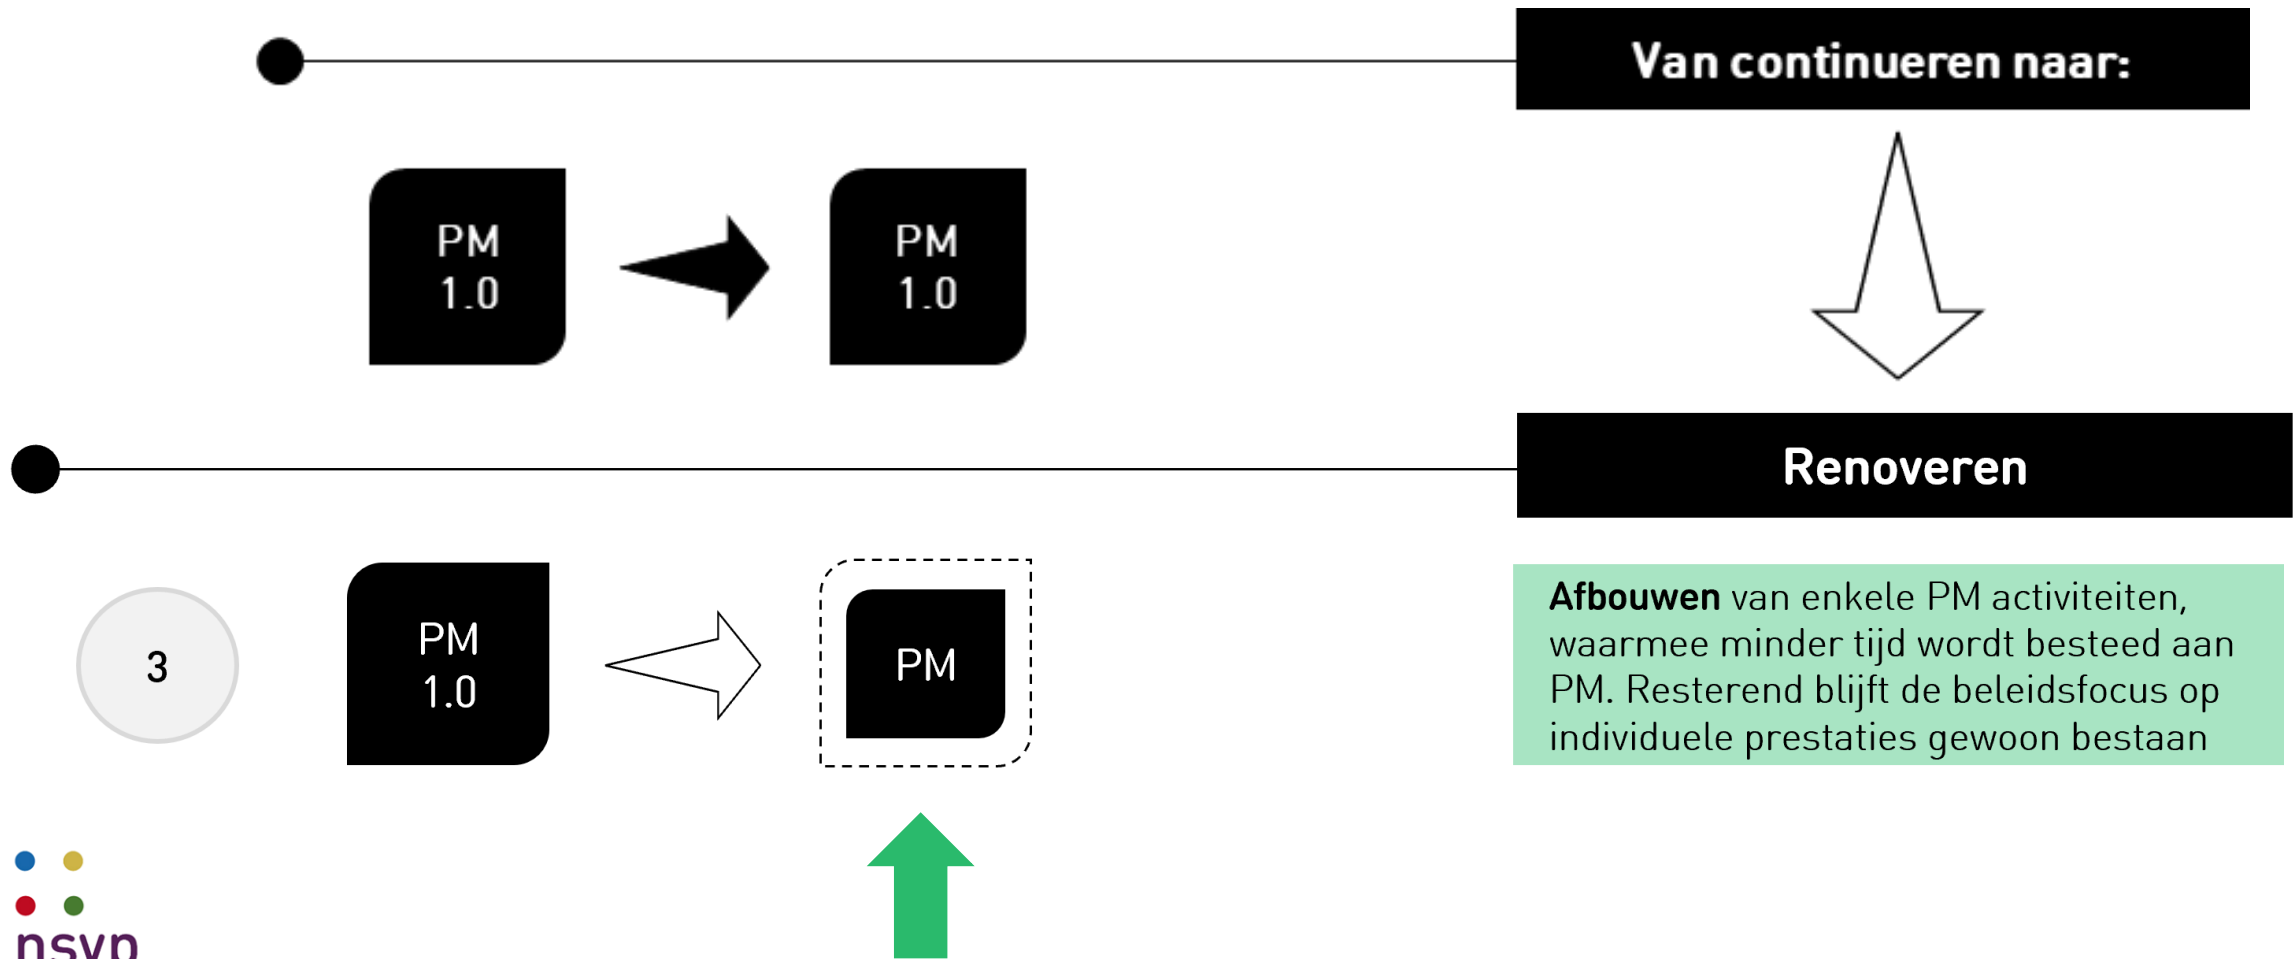 Van continueren naar:
PM
1.0
PM
1.0
Renoveren
3
PM
1.0
PM
Afbouwen van enkele PM activiteiten,
waarmee minder tijd wordt besteed aan
PM. Resterend blijft de beleidsfocus op
individuele prestaties gewoon bestaan
nsvp